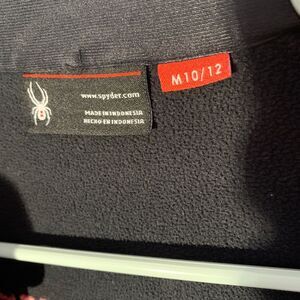 M10/12
www.spyder.com
MADE IN INDONESIA
HECHO EN INDONESIA